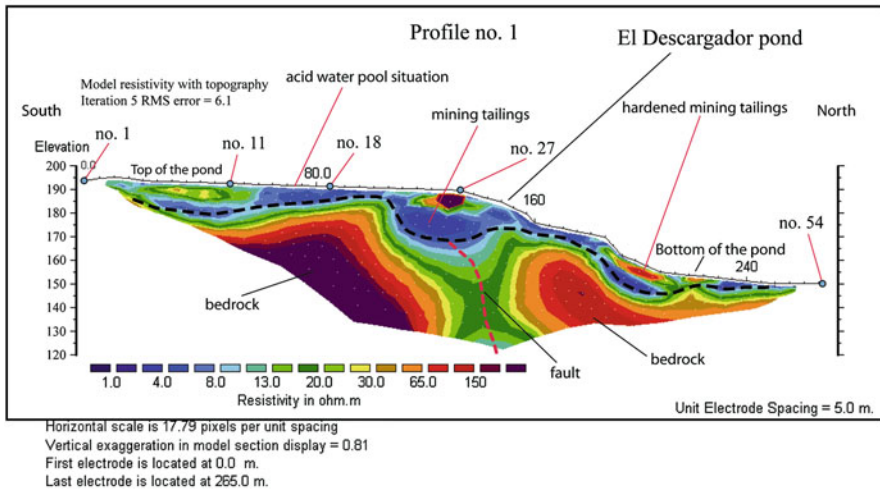 Profile no. 1
El Descargador pond
Model resistivity with topography
Iteration 5 RMS error = 6.1
acid water pool situation
mining tailings
hardened mining tailings
South
North
no. 1
no. 11
no. 18
no. 27
no. 54
Elevation
0.0
80.0
160
240
Top of the pond
Bottom of the pond
200
190
180
170
160
150
140
130
120
bedrock
fault
bedrock
1.0 4.0 8.0 13.0 20.0 30.0 65.0 150
Resistivity in ohm.m
Unit Electrode Spacing = 5.0 m.
Horizontal scale is 17.79 pixels per unit spacing
Vertical exaggeration in model section display = 0.81
First electrode is located at 0.0 m.
Last electrode is located at 265.0 m.